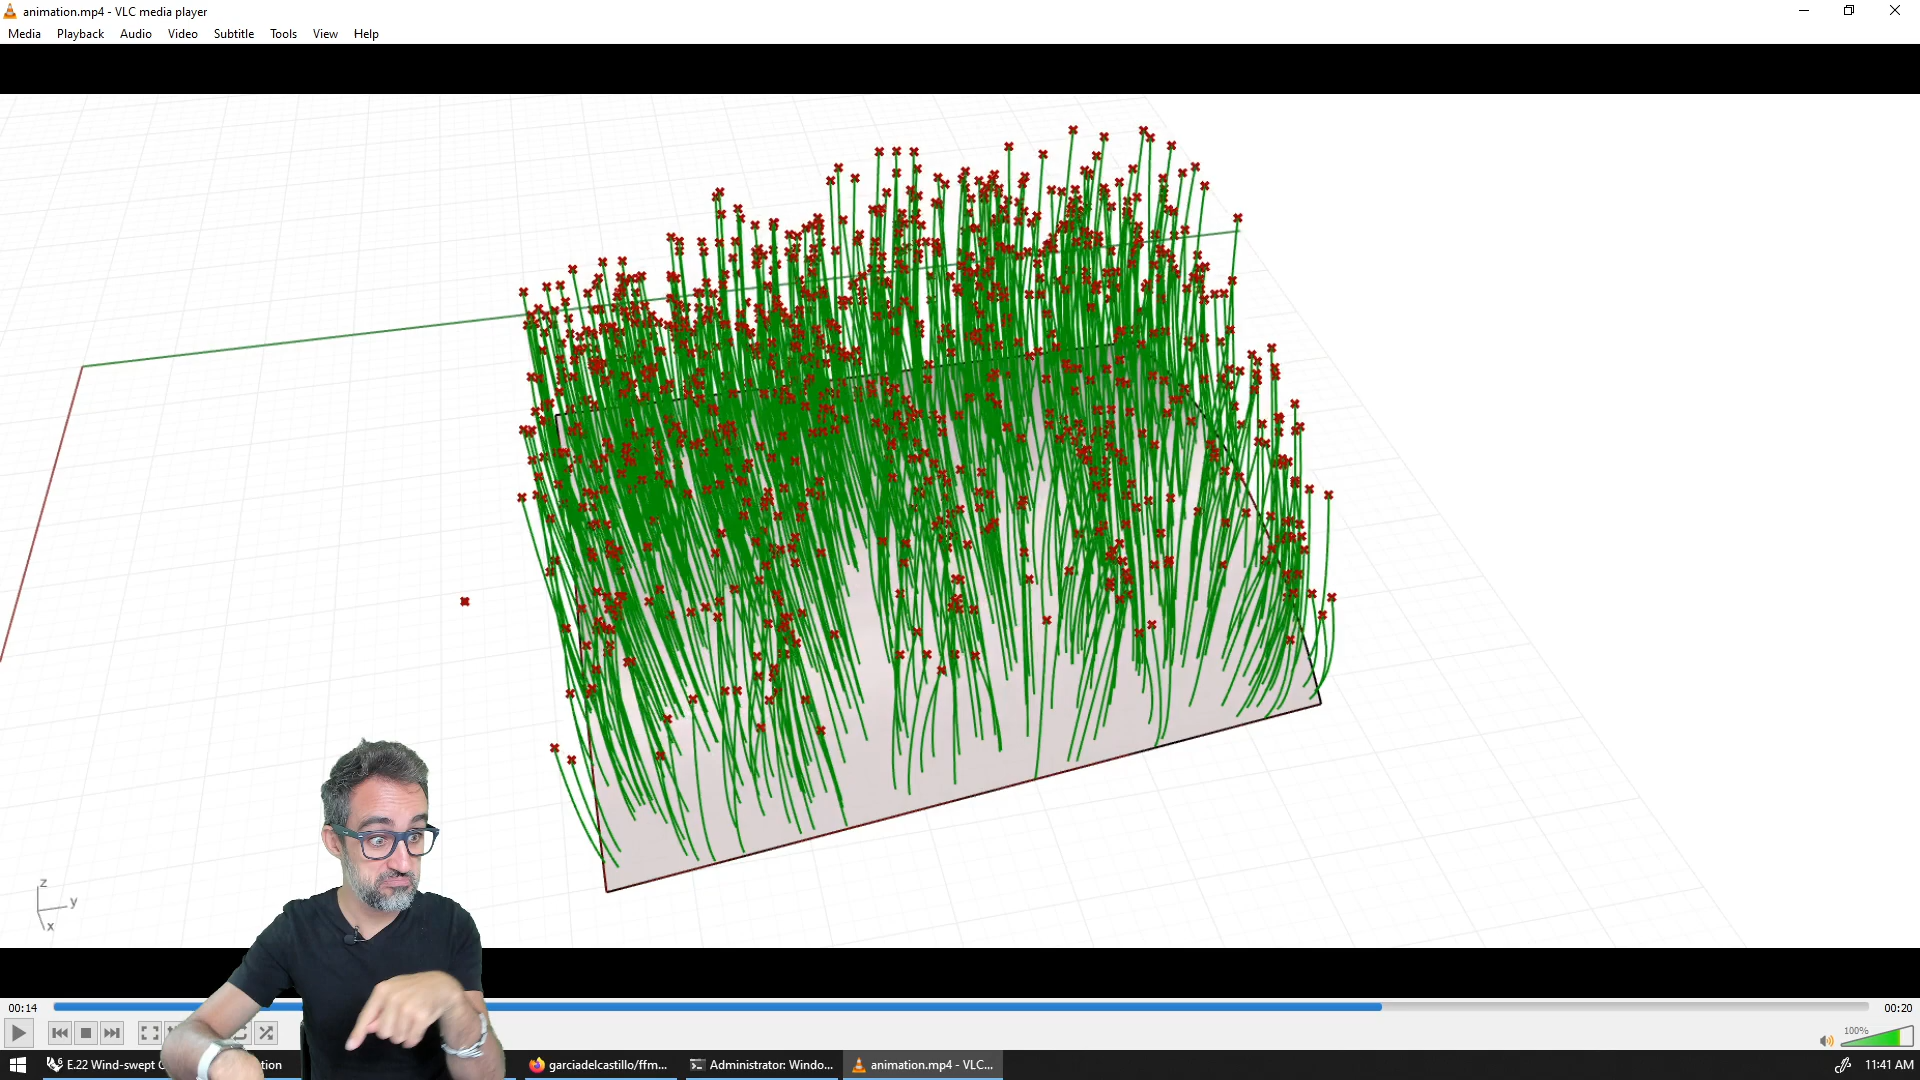 animation.mp4 - VLC media player
Media Playback Audio Video Subtitle Tools View Help
z
y
x
00:14
00:20
100%
E.22 Wind-swept
tion
garciadelcastillo/ffm...
Administrator: Windo...
animation.mp4 - VLC...
11:41 AM